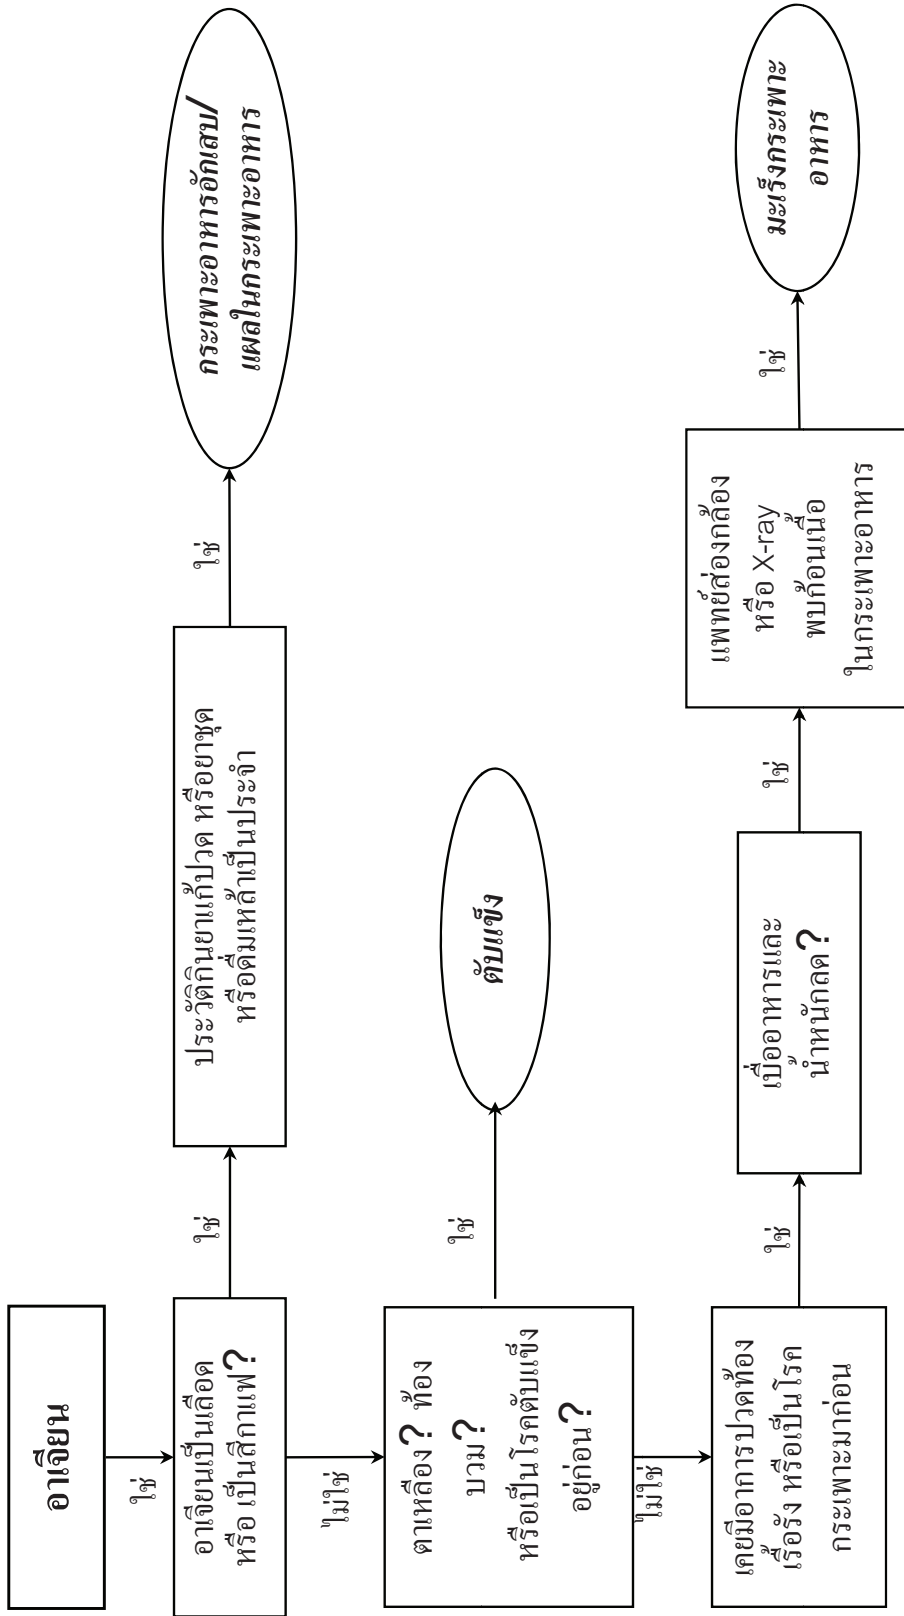 อาเจียน
ใช่
อาเจียนเป็นเลือด
หรือ เป็นสีกาแฟ?
ใช่
ประวัติกินยาแก้ปวด หรือยาชุด
หรือดื่มเหล้าเป็นประจำ
ใช่
กระเพาะอาหารอักเสบ/
แผลในกระเพาะอาหาร
ไม่ใช่
ตาเหลือง? ท้อง
บวม?
หรือเป็นโรคตับแข็ง
อยู่ก่อน?
ใช่
ตับแข็ง
ไม่ใช่
เคยมีอาการปวดท้อง
เรื้อรัง หรือเป็นโรค
กระเพาะมาก่อน
ใช่
เบื่ออาหารและ
น้ำหนักลด?
ใช่
แพทย์ส่องกล้อง
หรือ X-ray
พบก้อนเนื้อ
ในกระเพาะอาหาร
ใช่
มะเร็งกระเพาะ
อาหาร